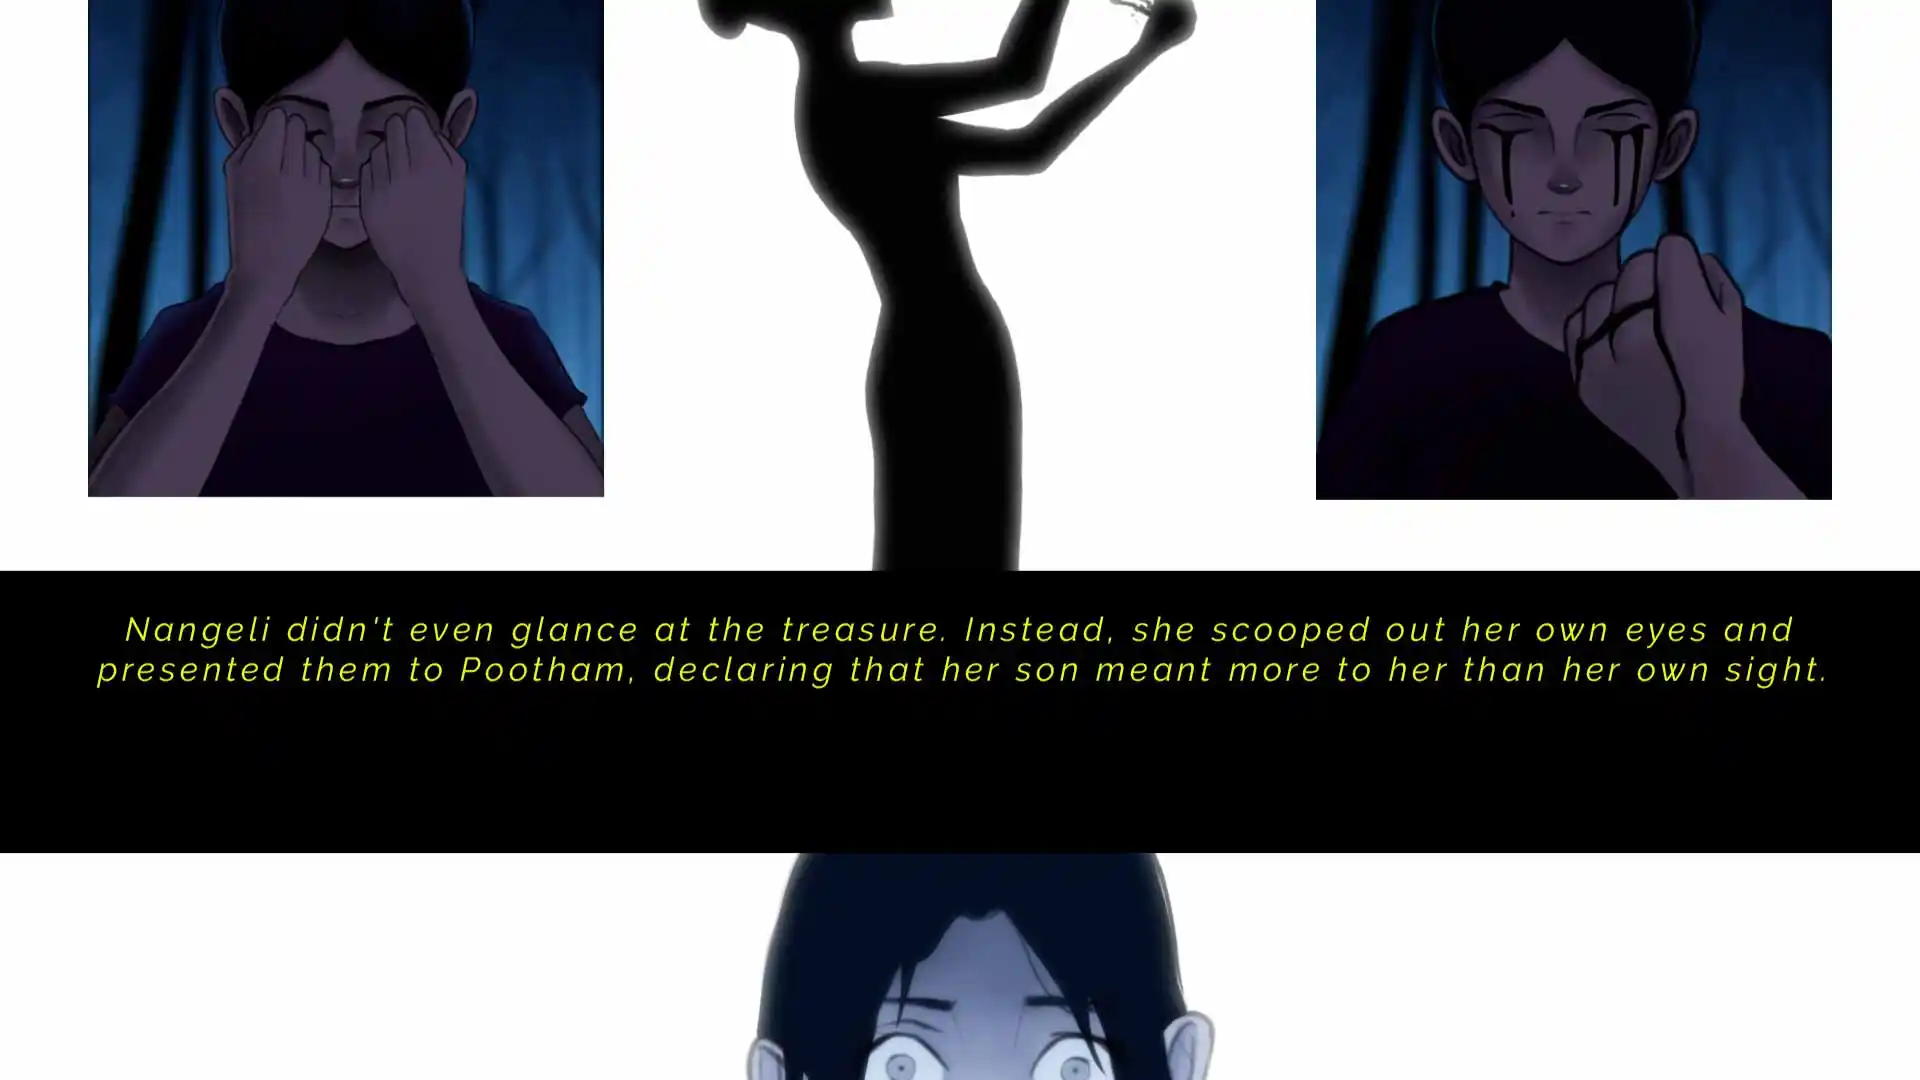 Nangeli didn't even glance at the treasure. Instead, she scooped out her own eyes and
presented them to Pootham, declaring that her son meant more to her than her own sight.